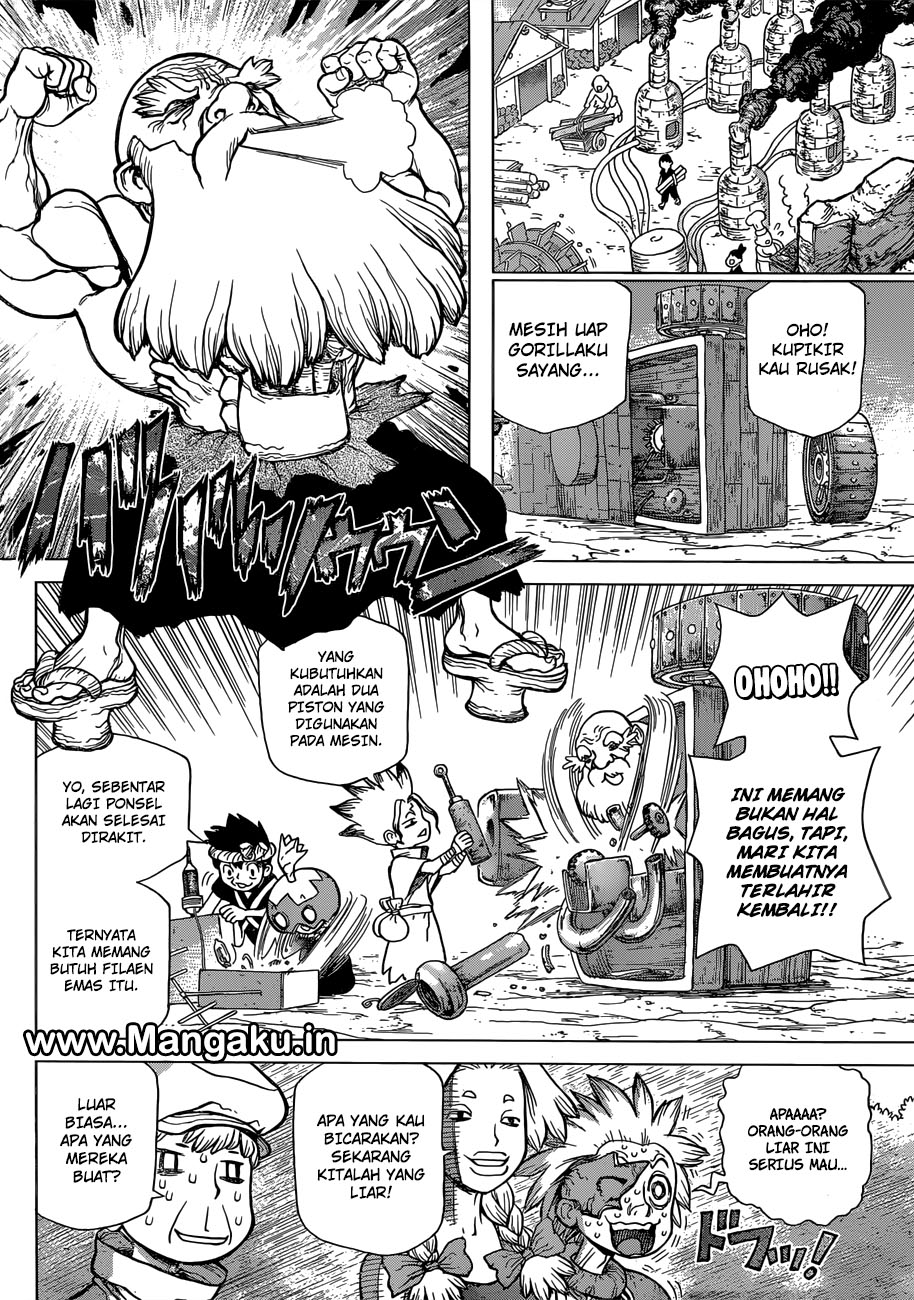 OHO!
KUPIKIR
KAU RUSAK!
MESIH UAP
GORILLAKU
SAYANG...
OHOHO!!
INI MEMANG
BUKAN HAL
BAGUS, TAPI,
MARI KITA
MEMBUATNYA
TERLAHIR
KEMBALI!!
YANG
KUBUTUHKAN
ADALAH DUA
PISTON YANG
DIGUNAKAN
PADA MESIN.
YO, SEBENTAR
LAGI PONSEL
AKAN SELESAI
DIRAKIT.
TERNYATA
KITA MEMANG
BUTUH FILAEN
EMAS ITU.
www.Mangaku.in
APAAAA?
ORANG-ORANG
LIAR INI
SERIUS MAU...
ドドッ!
APA YANG KAU
BICARAKAN?
SEKARANG
KITALAH YANG
LIAR!
LUAR
BIASA...
APA YANG
MEREKA
BUAT?